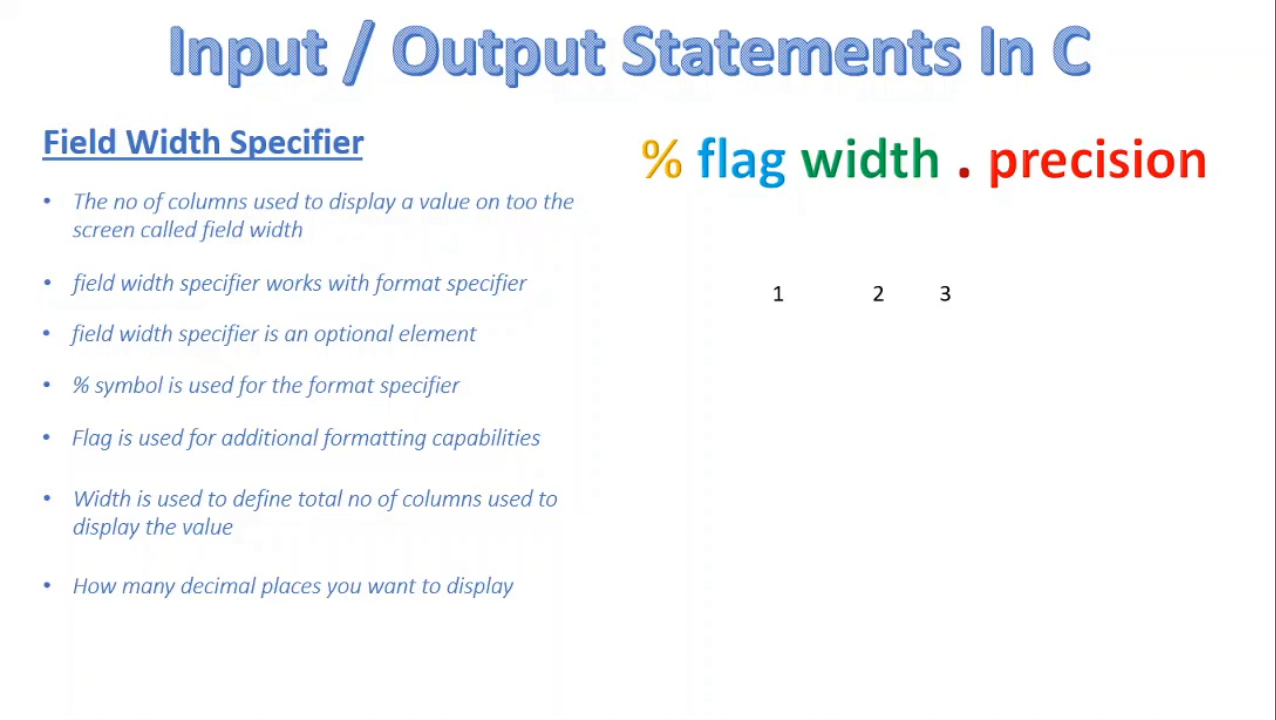 Input / Output Statements In C
Field Width Specifier
• The no of columns used to display a value on too the
screen called field width
• field width specifier works with format specifier
• field width specifier is an optional element
• % symbol is used for the format specifier
• Flag is used for additional formatting capabilities
• Width is used to define total no of columns used to
display the value
• How many decimal places you want to display
% flag width . precision
1 2 3